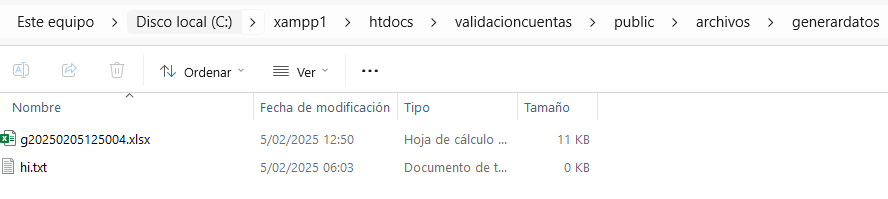 Este equipo > Disco local (C:) > xampp1 > htdocs > validacioncuentas > public > archivos > generardatos
Ordenar Ver ...
Nombre Fecha de modificación Tipo Tamaño
g20250205125004.xlsx 5/02/2025 12:50 Hoja de cálculo ... 11 KB
hi.txt 5/02/2025 06:03 Documento de t... 0 KB